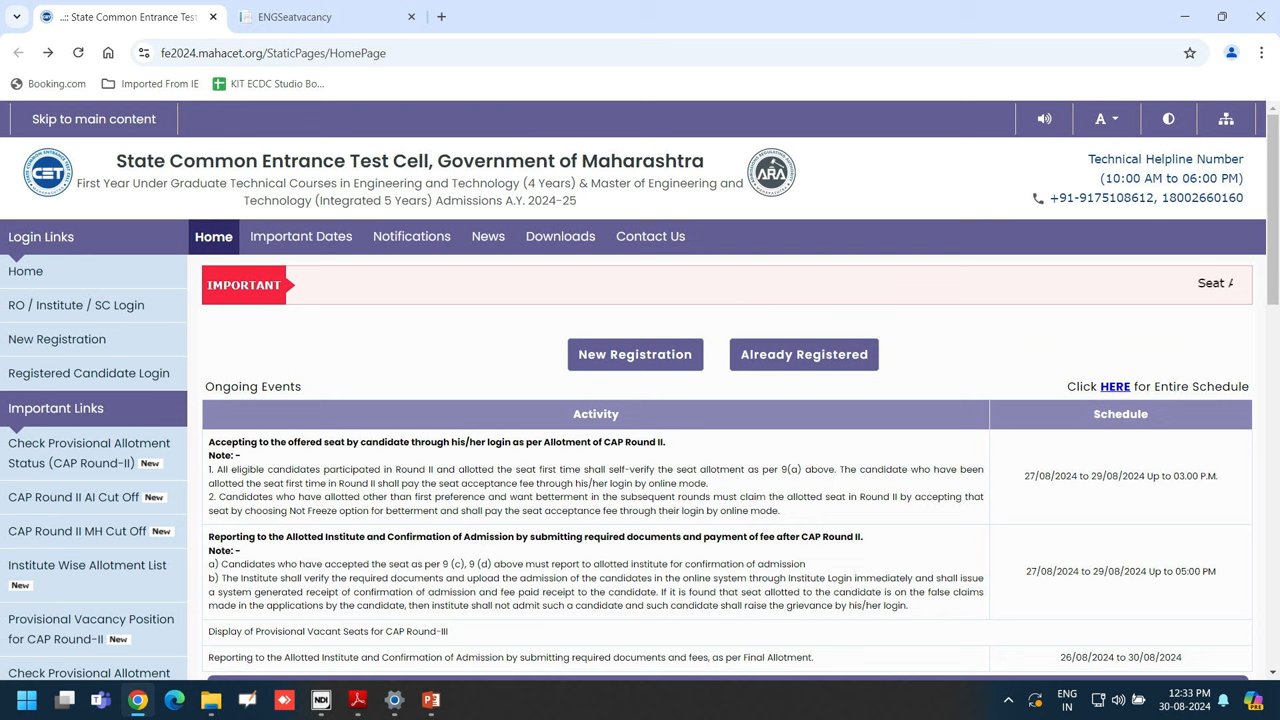 ..:: State Common Entrance Test
ENGSeatvacancy
fe2024.mahacet.org/StaticPages/HomePage
Booking.com
Imported From IE
KIT ECDC Studio Bo...
Skip to main content
A
State Common Entrance Test Cell, Government of Maharashtra
First Year Under Graduate Technical Courses in Engineering and Technology (4 Years) & Master of Engineering and
Technology (Integrated 5 Years) Admissions A.Y. 2024-25
CET
ARA
Technical Helpline Number
(10:00 AM to 06:00 PM)
+91-9175108612, 18002660160
Login Links
Home
Important Dates
Notifications
News
Downloads
Contact Us
Home
RO / Institute / SC Login
New Registration
Registered Candidate Login
Important Links
Check Provisional Allotment
Status (CAP Round-II) New
CAP Round II AI Cut Off New
CAP Round II MH Cut Off New
Institute Wise Allotment List
New
Provisional Vacancy Position
for CAP Round-II New
Check Provisional Allotment
IMPORTANT
Seat A
New Registration
Already Registered
Ongoing Events
Click HERE for Entire Schedule
Activity
Schedule
Accepting to the offered seat by candidate through his/her login as per Allotment of CAP Round II.
Note: -
1. All eligible candidates participated in Round II and allotted the seat first time shall self-verify the seat allotment as per 9(a) above. The candidate who have been
allotted the seat first time in Round II shall pay the seat acceptance fee through his/her login by online mode.
2. Candidates who have allotted other than first preference and want betterment in the subsequent rounds must claim the allotted seat in Round II by accepting that
seat by choosing Not Freeze option for betterment and shall pay the seat acceptance fee through their login by online mode.
27/08/2024 to 29/08/2024 Up to 03.00 P.M.
Reporting to the Allotted Institute and Confirmation of Admission by submitting required documents and payment of fee after CAP Round II.
Note: -
a) Candidates who have accepted the seat as per 9 (c), 9 (d) above must report to allotted institute for confirmation of admission
b) The Institute shall verify the required documents and upload the admission of the candidates in the online system through Institute Login immediately and shall issue
a system generated receipt of confirmation of admission and fee paid receipt to the candidate. If it is found that seat allotted to the candidate is on the false claims
made in the applications by the candidate, then institute shall not admit such a candidate and such candidate shall raise the grievance by his/her login.
27/08/2024 to 29/08/2024 Up to 05:00 PM
Display of Provisional Vacant Seats for CAP Round-III
Reporting to the Allotted Institute and Confirmation of Admission by submitting required documents and fees, as per Final Allotment.
26/08/2024 to 30/08/2024
ENG
IN
12:33 PM
30-08-2024